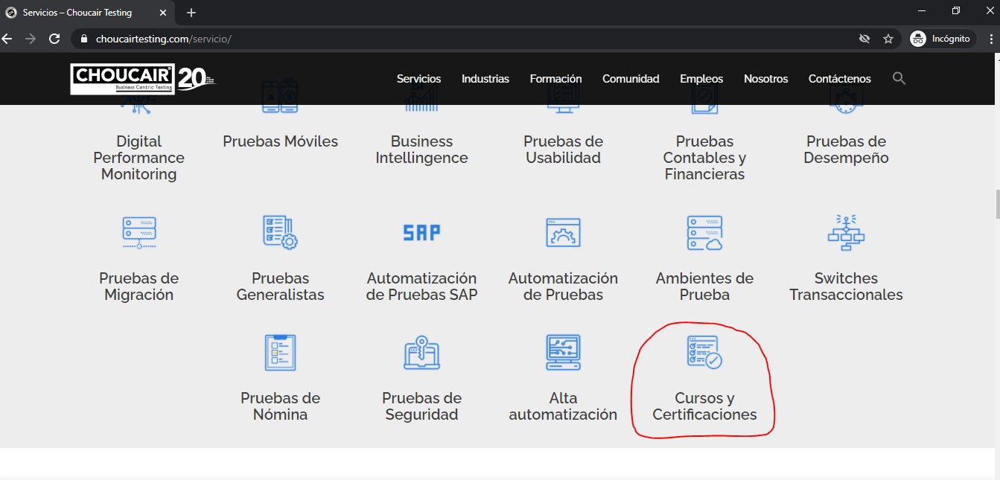 Servicios – Choucair Testing
choucairtesting.com/servicio/
Incógnito
CHOUCAIR®
Business Centric Testing
20
Servicios Industrias Formación Comunidad Empleos Nosotros Contáctenos
A B
BI
Digital
Performance
Monitoring
Pruebas Móviles
Business
Intellingence
Pruebas de
Usabilidad
Pruebas
Contables y
Financieras
Pruebas de
Desempeño
Pruebas de
Migración
Pruebas
Generalistas
SAP
Automatización
de Pruebas SAP
Automatización
de Pruebas
Ambientes de
Prueba
Switches
Transaccionales
Pruebas de
Nómina
Pruebas de
Seguridad
Alta
automatización
Cursos y
Certificaciones